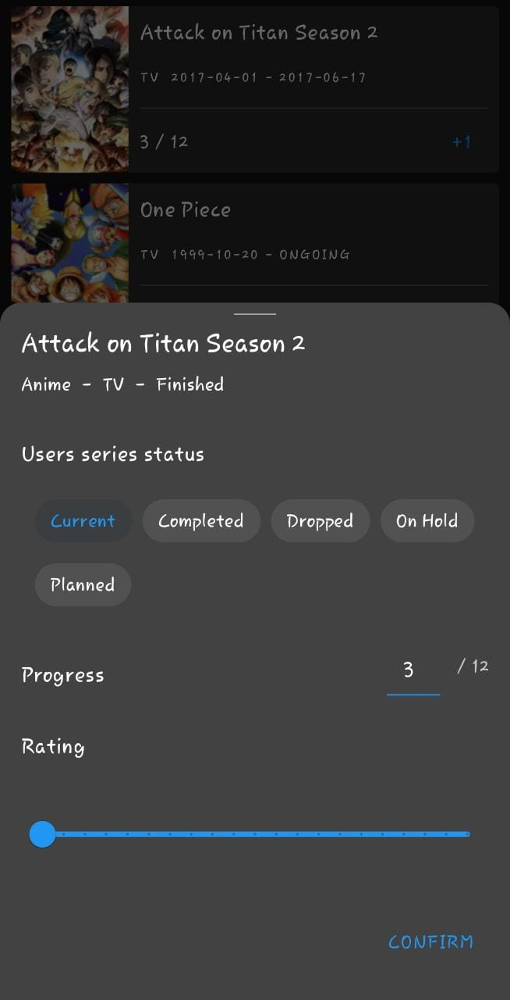 Attack on Titan Season 2
TV 2017-04-01 - 2017-06-17
3 / 12 +1
One Piece
TV 1999-10-20 - ONGOING
Attack on Titan Season 2
Anime - TV - Finished
Users series status
Current Completed Dropped On Hold
Planned
Progress 3 / 12
Rating
CONFIRM